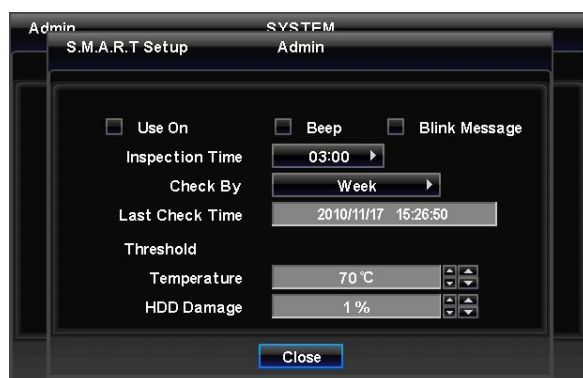 Admin SYSTEM
S.M.A.R.T Setup Admin
Use On Beep Blink Message
Inspection Time 03:00
Check By Week
Last Check Time 2010/11/17 15:26:50
Threshold
Temperature 70℃
HDD Damage 1 %
Close